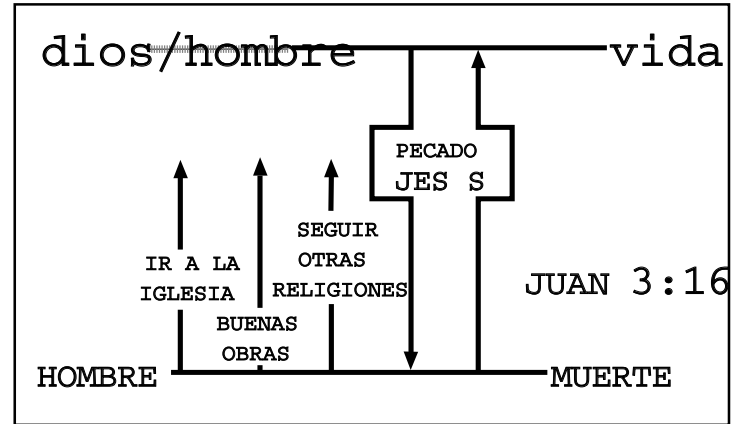 dios/hombre vida
PECADO
JES S
SEGUIR
OTRAS
RELIGIONES
IR A LA
IGLESIA
JUAN 3:16
BUENAS
OBRAS
HOMBRE MUERTE